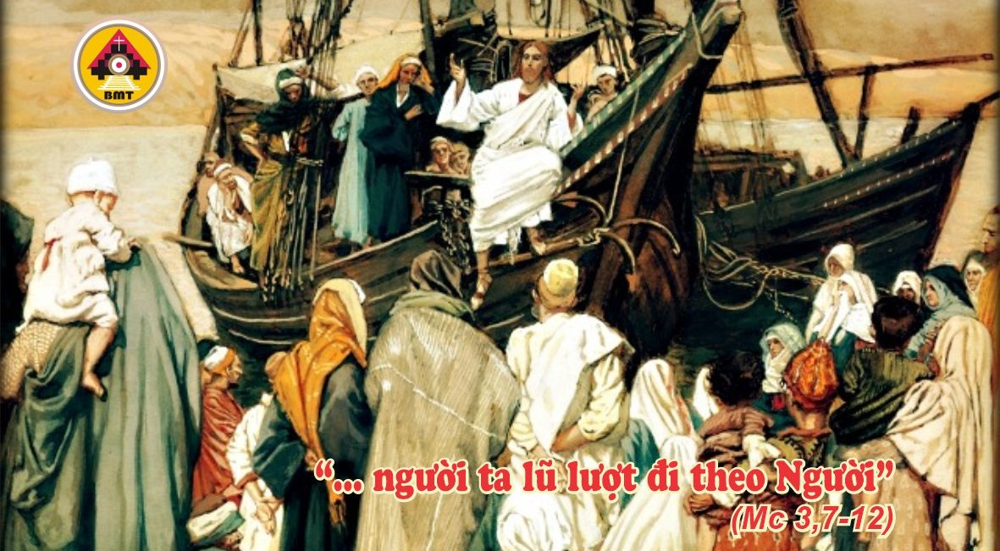 BMT
“... người ta lũ lượt đi theo Người”
(Mc 3,7-12)